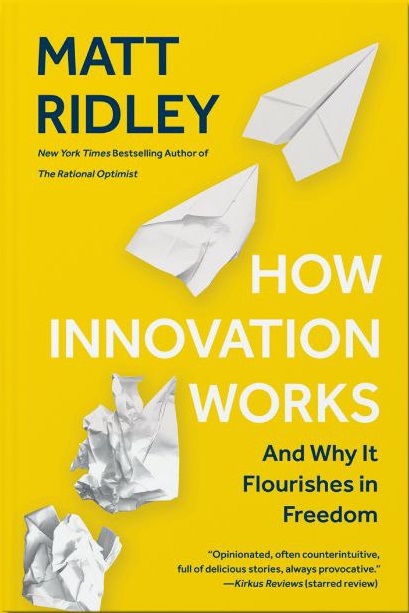 MATT
RIDLEY
New York Times Bestselling Author of
The Rational Optimist
HOW
INNOVATION
WORKS
And Why It
Flourishes in
Freedom
“Opinionated, often counterintuitive,
full of delicious stories, always provocative.”
—Kirkus Reviews (starred review)